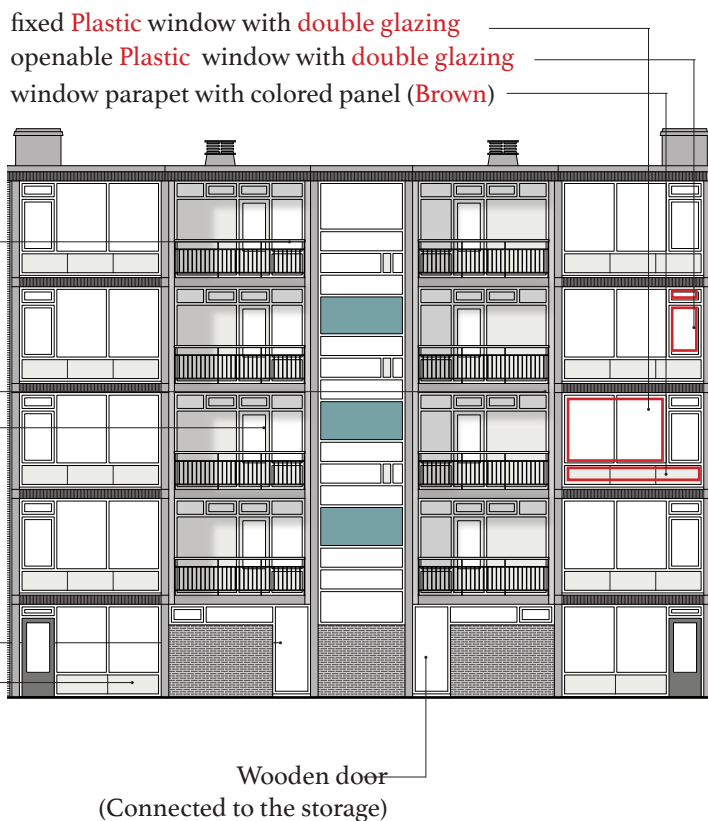 fixed Plastic window with double glazing
openable Plastic window with double glazing
window parapet with colored panel (Brown)
Wooden door
(Connected to the storage)